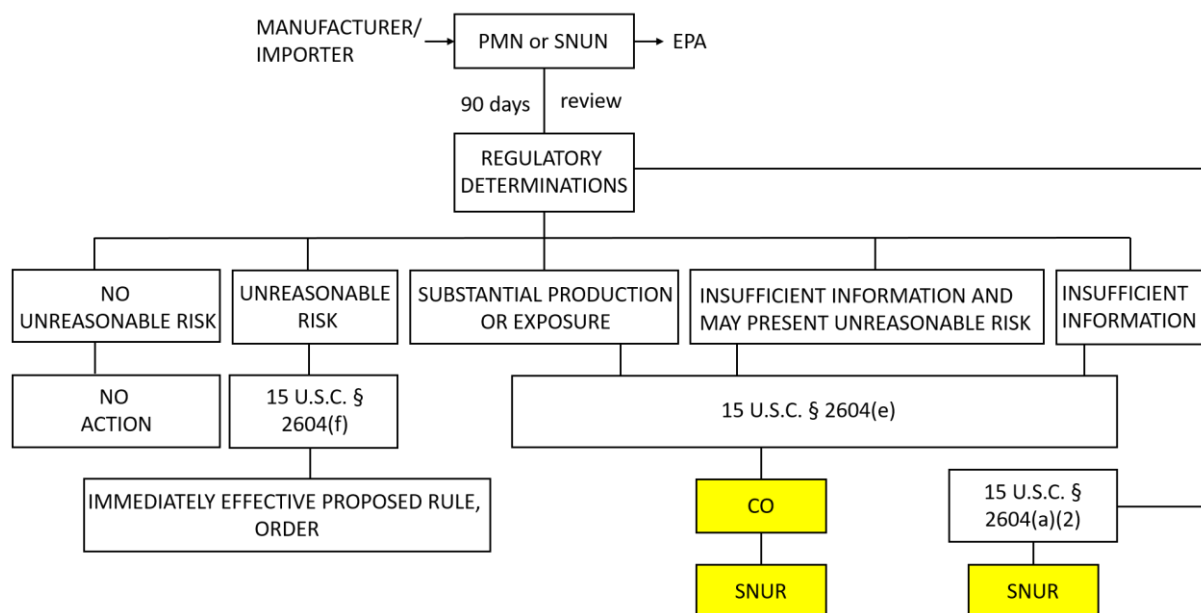 MANUFACTURER/
IMPORTER
PMN or SNUN
EPA
90 days
review
REGULATORY
DETERMINATIONS
NO
UNREASONABLE RISK
UNREASONABLE
RISK
SUBSTANTIAL PRODUCTION
OR EXPOSURE
INSUFFICIENT INFORMATION AND
MAY PRESENT UNREASONABLE RISK
INSUFFICIENT
INFORMATION
NO
ACTION
15 U.S.C. §
2604(f)
15 U.S.C. § 2604(e)
IMMEDIATELY EFFECTIVE PROPOSED RULE,
ORDER
CO
15 U.S.C. §
2604(a)(2)
SNUR
SNUR